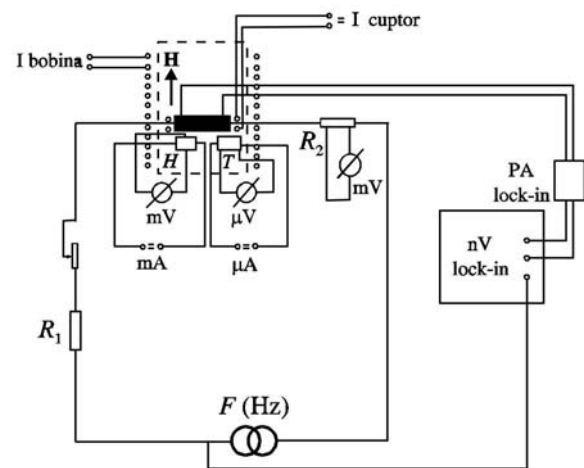 = I cuptor
I bobina
H
R₂
H
T
mV
mV
μV
PA
lock-in
mA
μA
nV
lock-in
R₁
F (Hz)